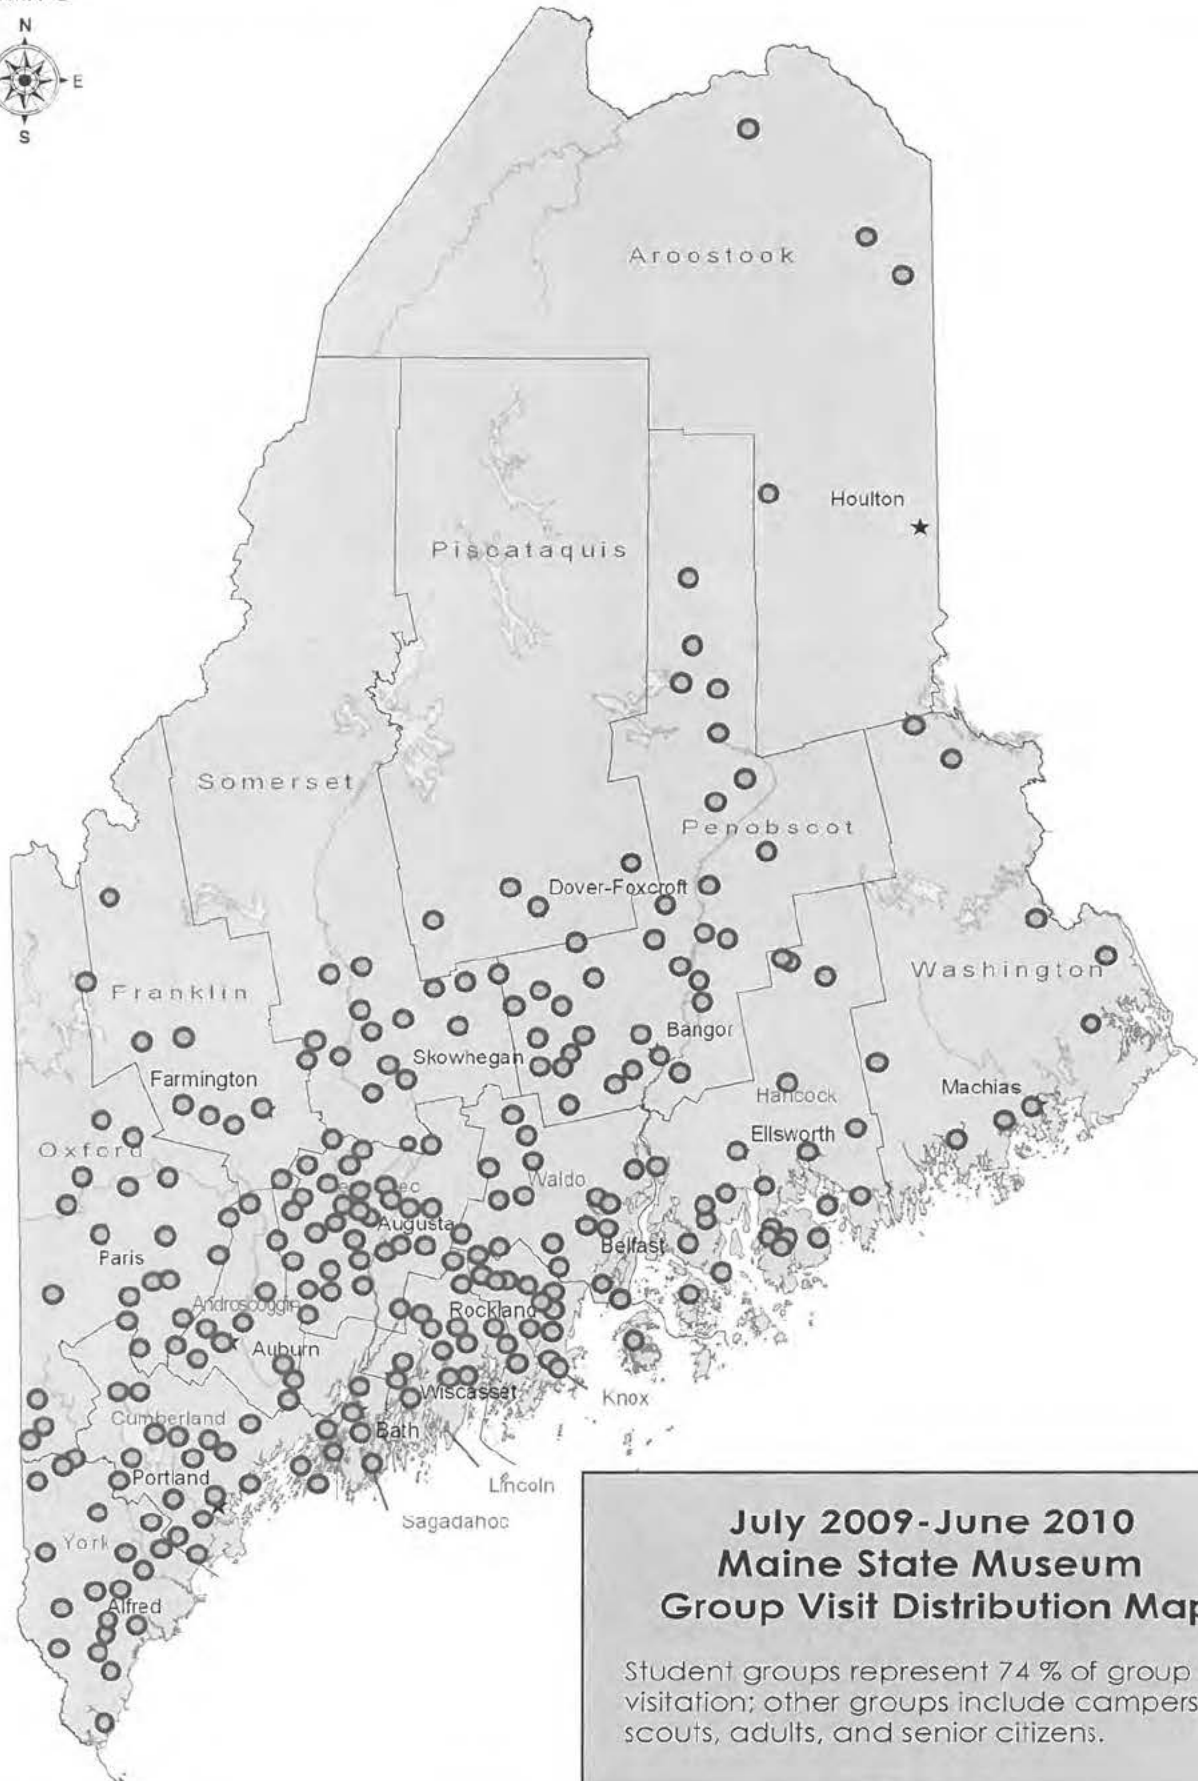 N
E
S
Aroostook
Houlton
Piscataquis
Somerset
Penobscot
Dover-Foxcroft
Franklin
Washington
Bangor
Skowhegan
Farmington
Hancock
Machias
Ellsworth
Oxford
Waldo
Augusta
Belfast
Paris
Androscoggin
Rockland
Auburn
Wiscasset
Knox
Cumberland
Bath
Portland
Lincoln
Sagadahoc
York
Alfred
July 2009-June 2010
Maine State Museum
Group Visit Distribution Map
Student groups represent 74 % of group
visitation; other groups include campers
scouts, adults, and senior citizens.